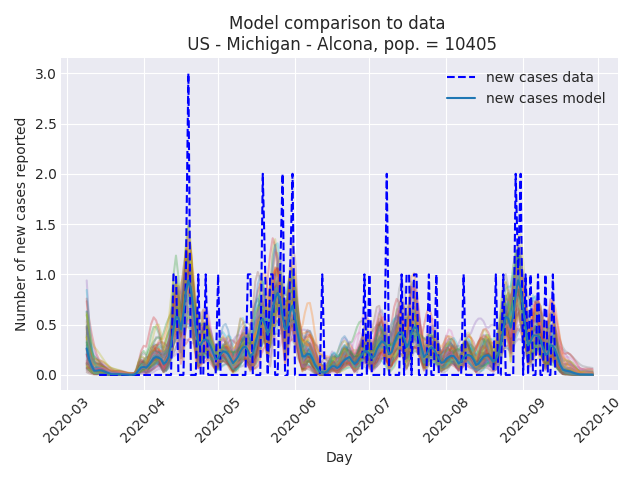 Model comparison to data
US - Michigan - Alcona, pop. = 10405
new cases data
new cases model
Number of new cases reported
3.0
2.5
2.0
1.5
1.0
0.5
0.0
2020-03
2020-04
2020-05
2020-06
2020-07
2020-08
2020-09
2020-10
Day